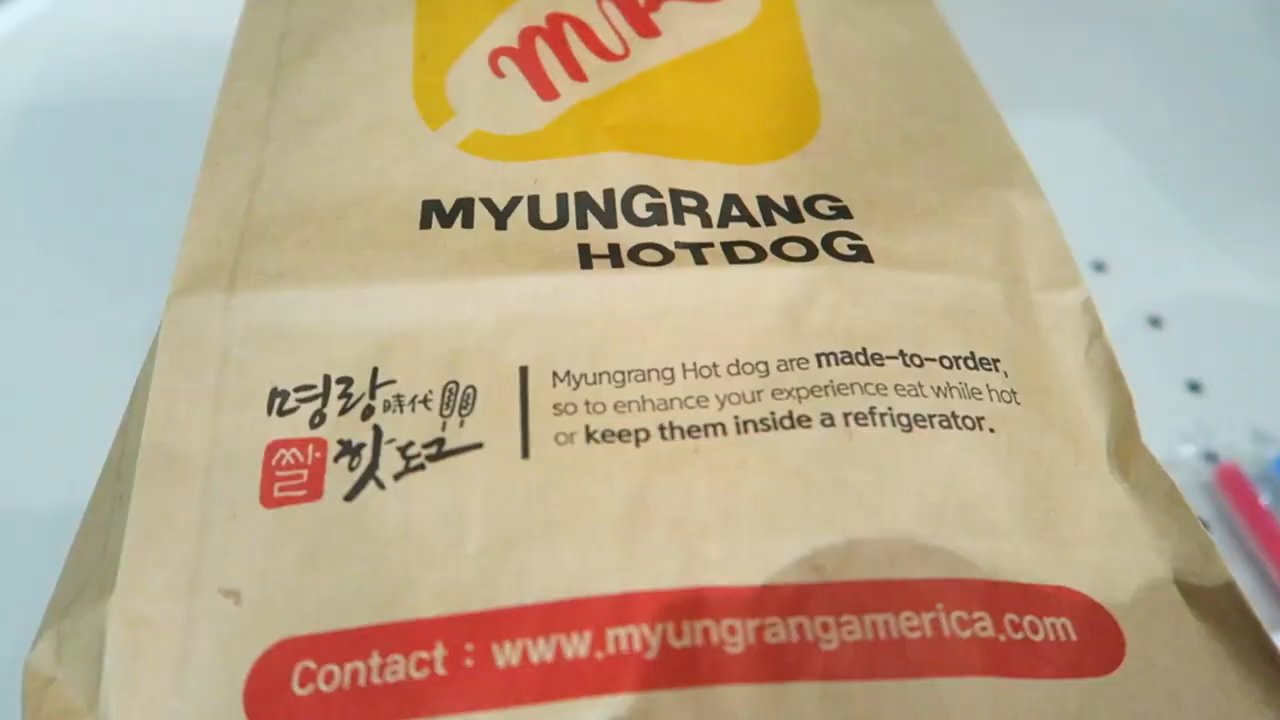 MYUNGRANG
HOTDOG
명랑時代
쌀 핫도그
Myungrang Hot dog are made-to-order,
so to enhance your experience eat while hot
or keep them inside a refrigerator.
Contact : www.myungrangamerica.com